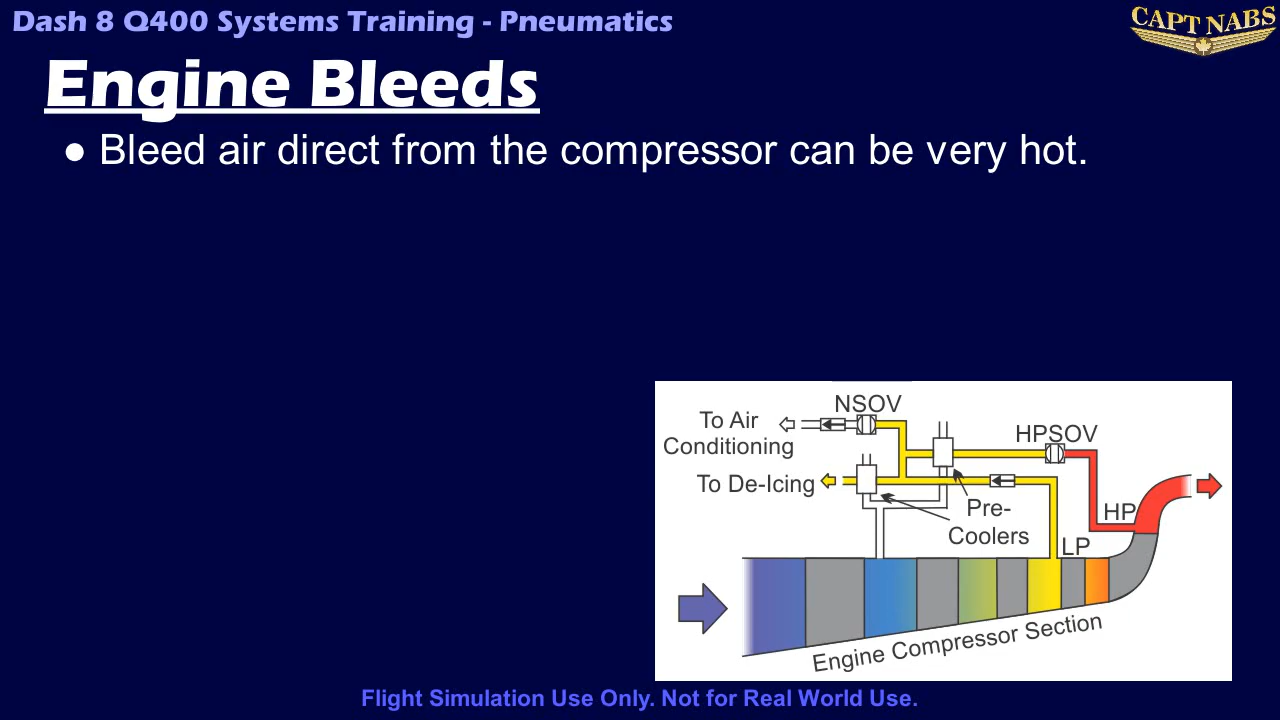 Dash 8 Q400 Systems Training - Pneumatics
CAPT NABS
Engine Bleeds
● Bleed air direct from the compressor can be very hot.
NSOV
To Air
Conditioning
HPSOV
To De-Icing
Pre-
Coolers
HP
LP
Engine Compressor Section
Flight Simulation Use Only. Not for Real World Use.